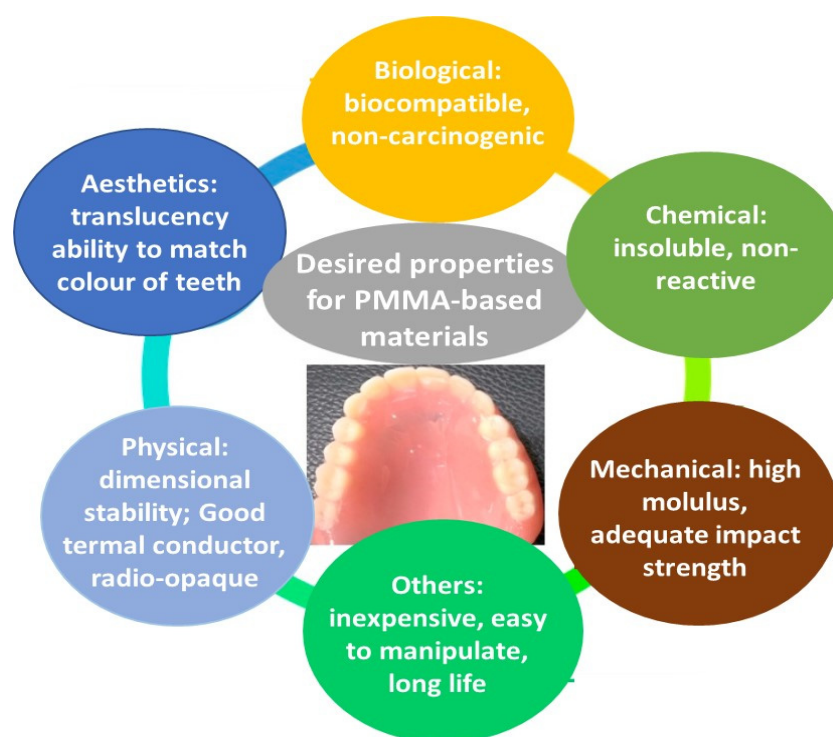 Biological:
biocompatible,
non-carcinogenic
Aesthetics:
translucency
ability to match
colour of teeth
Chemical:
insoluble, non-
reactive
Desired properties
for PMMA-based
materials
Physical:
dimensional
stability; Good
termal conductor,
radio-opaque
Mechanical: high
molulus,
adequate impact
strength
Others:
inexpensive, easy
to manipulate,
long life